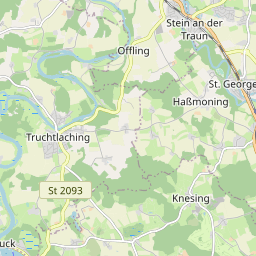 Stein an der
Traun
Offling
St. George
Haßmoning
Truchtlaching
St 2093
Knesing
uck